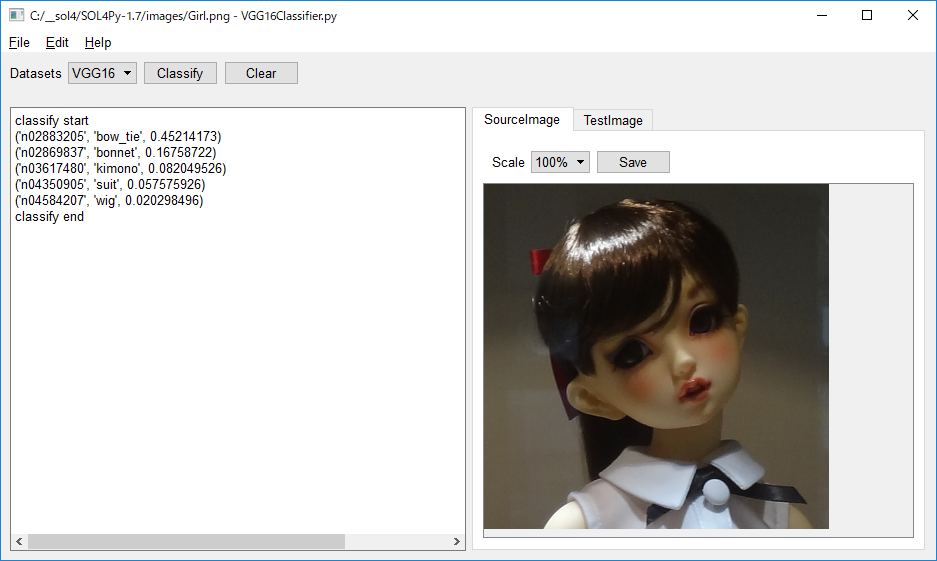 C:/__sol4/SOL4Py-1.7/images/Girl.png - VGG16Classifier.py
File Edit Help
Datasets VGG16 Classify Clear
classify start
('n02883205', 'bow_tie', 0.45214173)
('n02869837', 'bonnet', 0.16758722)
('n03617480', 'kimono', 0.082049526)
('n04350905', 'suit', 0.057575926)
('n04584207', 'wig', 0.020298496)
classify end
SourceImage TestImage
Scale 100% Save